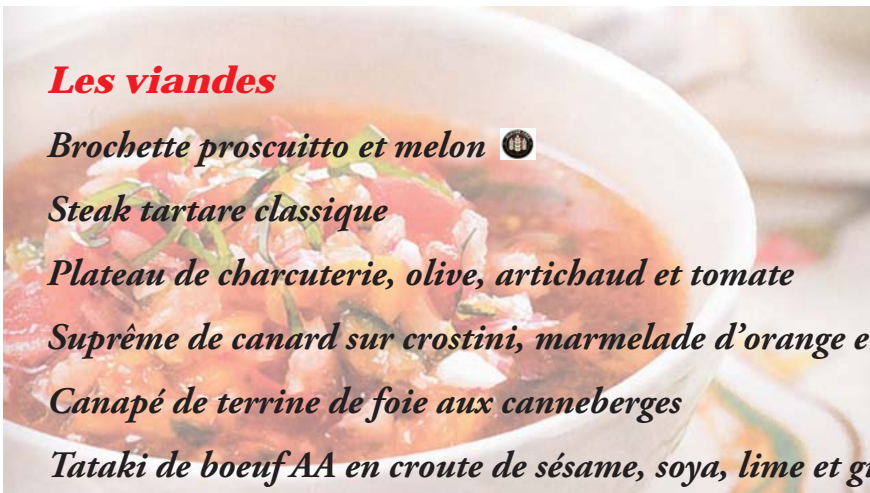 Les viandes
Brochette proscuitto et melon
Steak tartare classique
Plateau de charcuterie, olive, artichaud et tomate
Suprême de canard sur crostini, marmelade d'orange
Canapé de terrine de foie aux canneberges
Tataki de boeuf AA en croute de sésame, soya, lime et